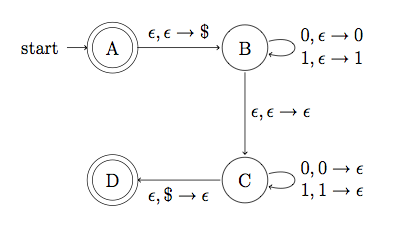 start
A
ϵ, ϵ → $
B
0, ϵ → 0
1, ϵ → 1
ϵ, ϵ → ϵ
D
ϵ, $ → ϵ
C
0, 0 → ϵ
1, 1 → ϵ